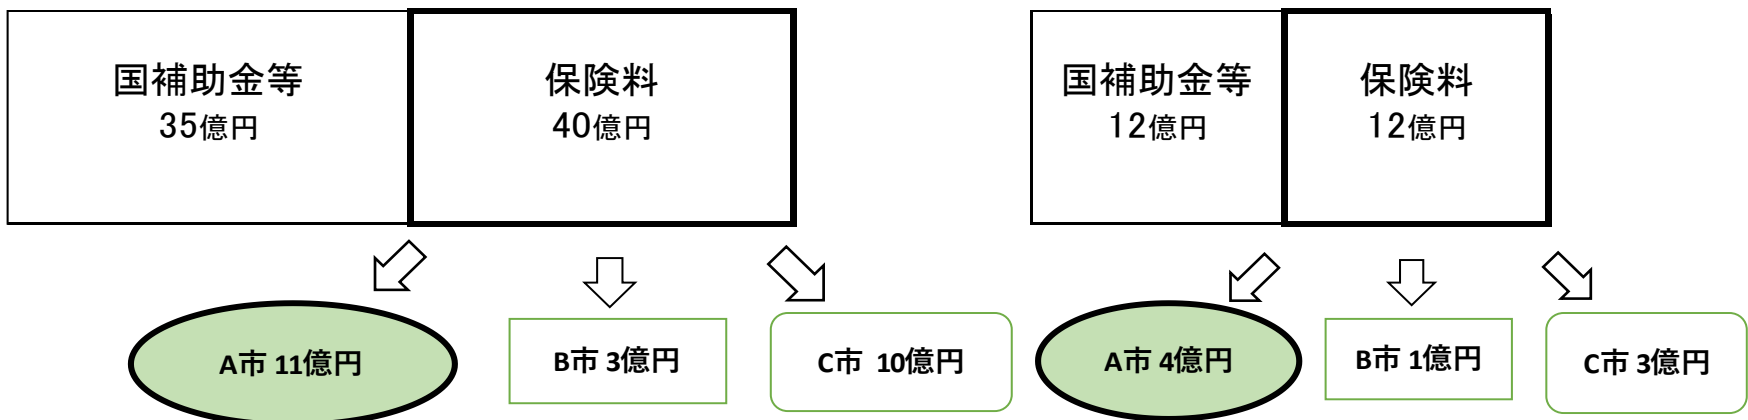 国補助金等
35億円
保険料
40億円
国補助金等
12億円
保険料
12億円
A市 11億円
B市 3億円
C市 10億円
A市 4億円
B市 1億円
C市 3億円